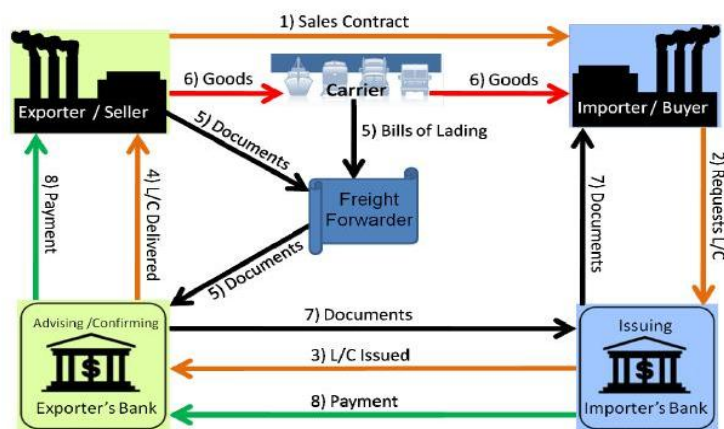 1) Sales Contract
6) Goods
Carrier
6) Goods
Exporter / Seller
Importer / Buyer
5) Documents
5) Bills of Lading
Freight
Forwarder
8) Payment
4) L/C Delivered
5) Documents
7) Documents
2) Requests L/C
7) Documents
Advising /Confirming
$
Exporter's Bank
3) L/C Issued
8) Payment
Issuing
$
Importer's Bank